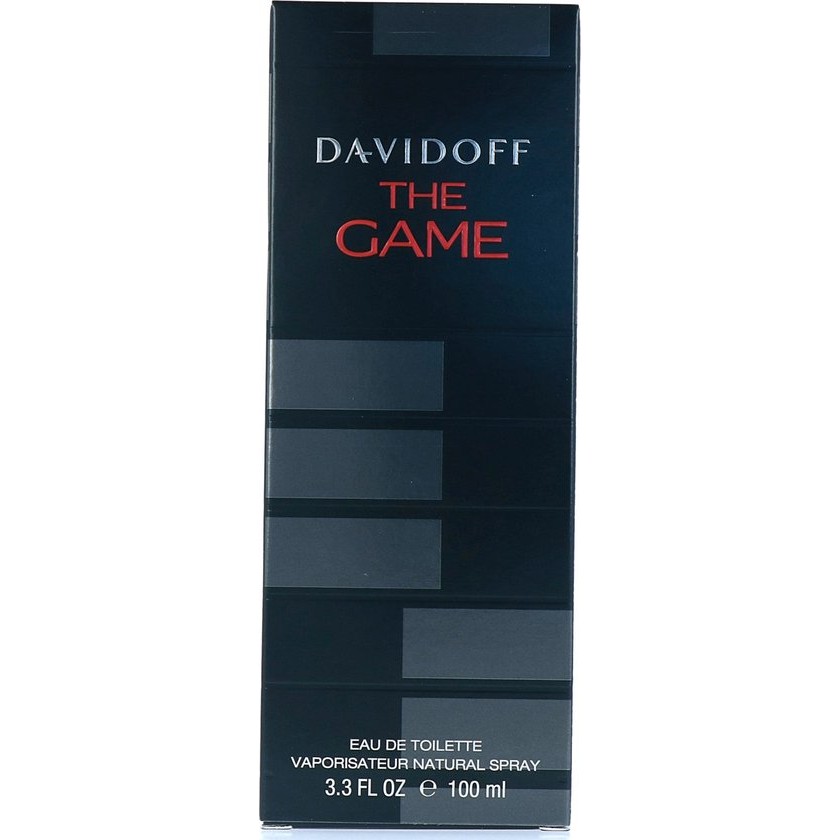 DAVIDOFF
THE
GAME
EAU DE TOILETTE
VAPORISATEUR NATURAL SPRAY
3.3 FL OZ ℮ 100 ml